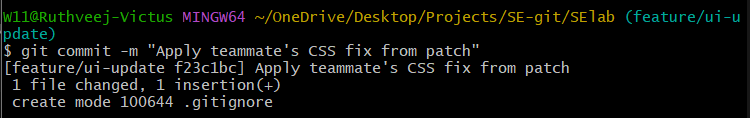 W11@Ruthveej-Victus MINGW64 ~/OneDrive/Desktop/Projects/SE-git/SElab (feature/ui-u
pdate)
$ git commit -m "Apply teammate's CSS fix from patch"
[feature/ui-update f23c1bc] Apply teammate's CSS fix from patch
 1 file changed, 1 insertion(+)
 create mode 100644 .gitignore